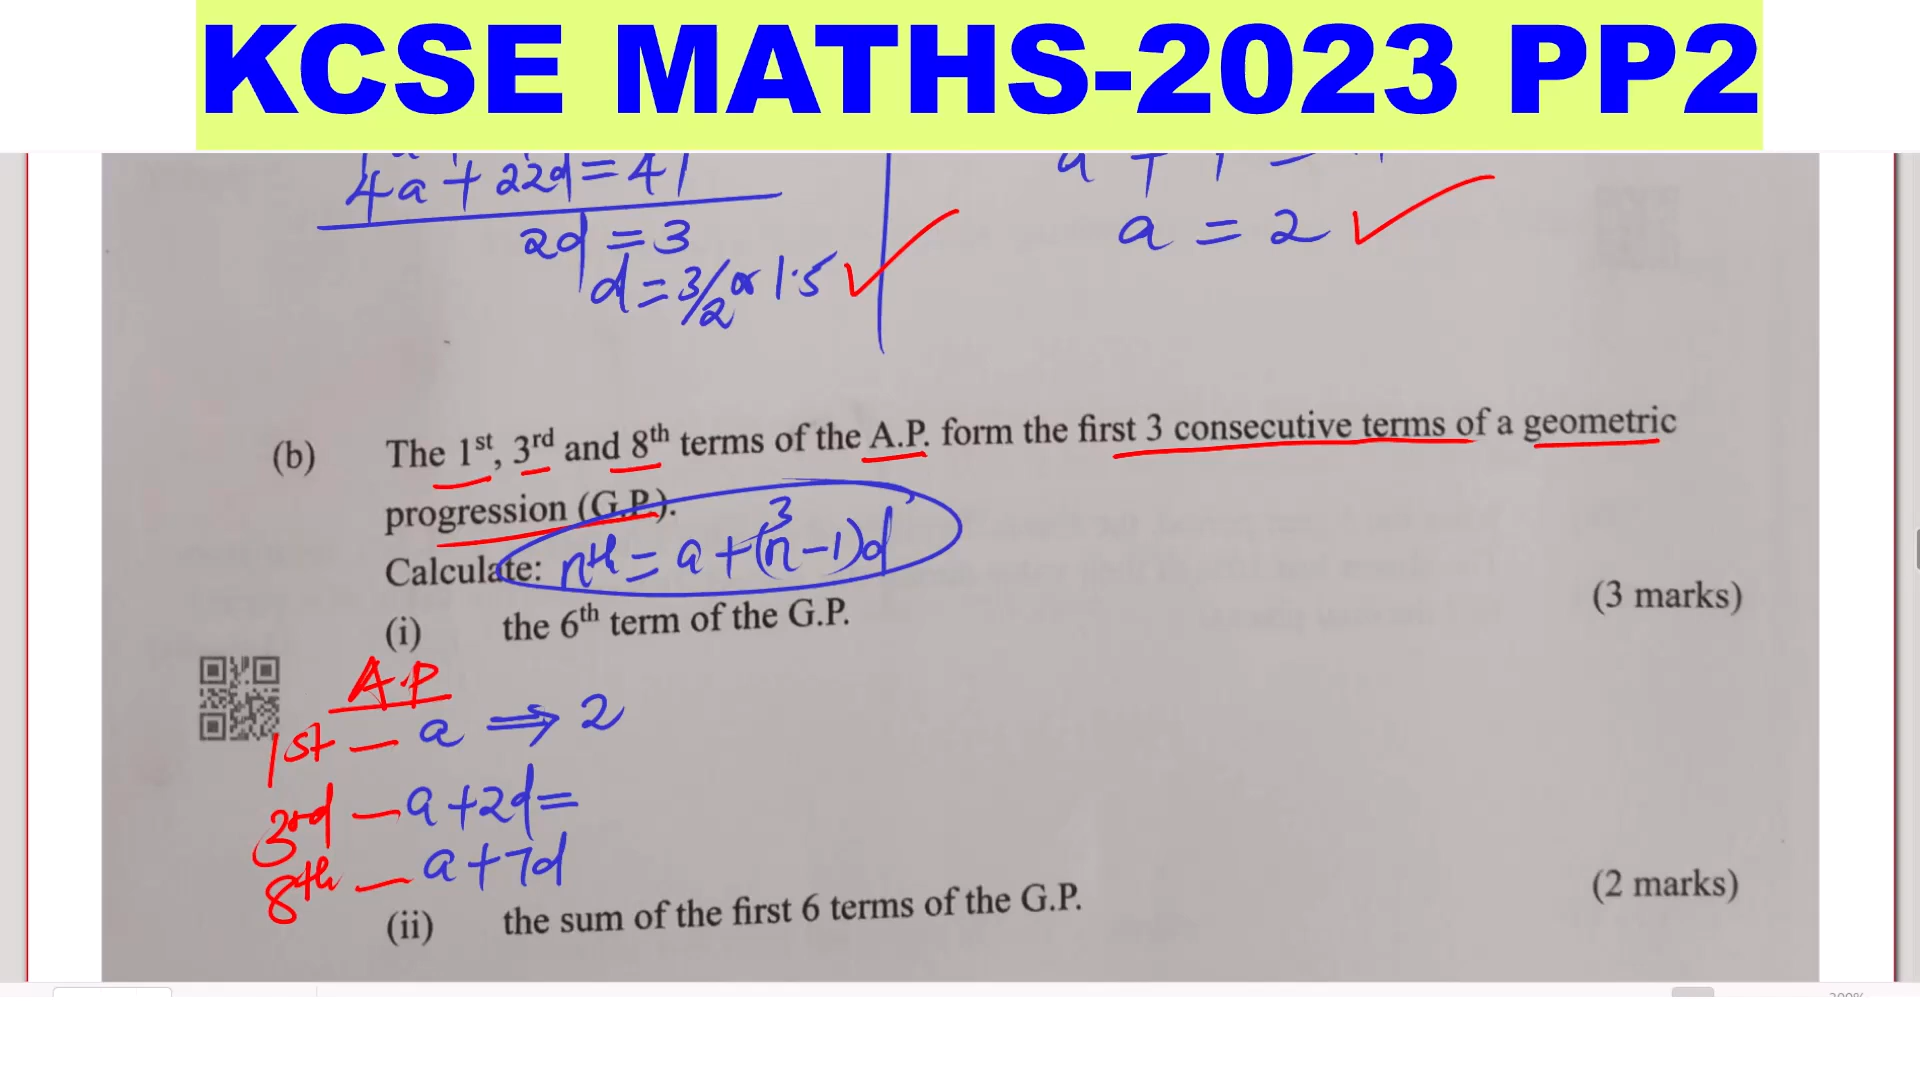 KCSE MATHS-2023 PP2
4a + 22d = 41
2d = 3
d = 3/2 or 1.5
a = 2
(b) The 1st, 3rd and 8th terms of the A.P. form the first 3 consecutive terms of a geometric
progression (G.P.).
Calculate: nth = a + (n-1)d
3
(i) the 6th term of the G.P. (3 marks)
A.P
1st — a ⇒ 2
3rd — a + 2d =
8th — a + 7d
(ii) the sum of the first 6 terms of the G.P. (2 marks)